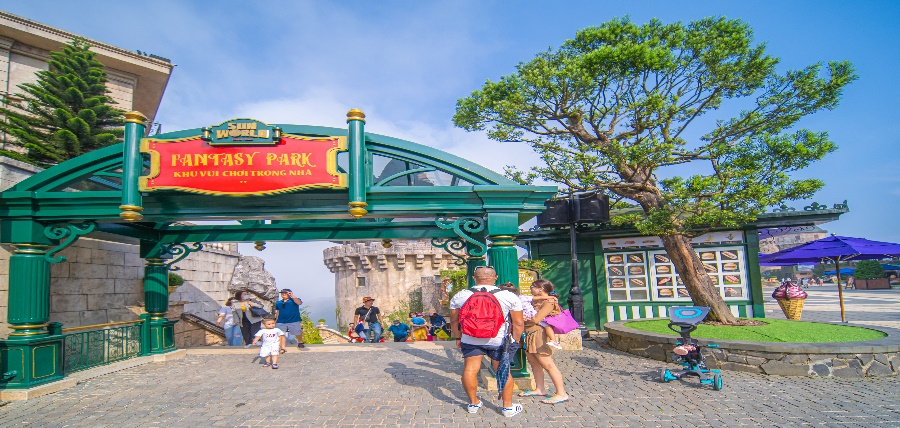 SUN
WORLD
FANTASY PARK
KHU VUI CHƠI TRONG NHÀ